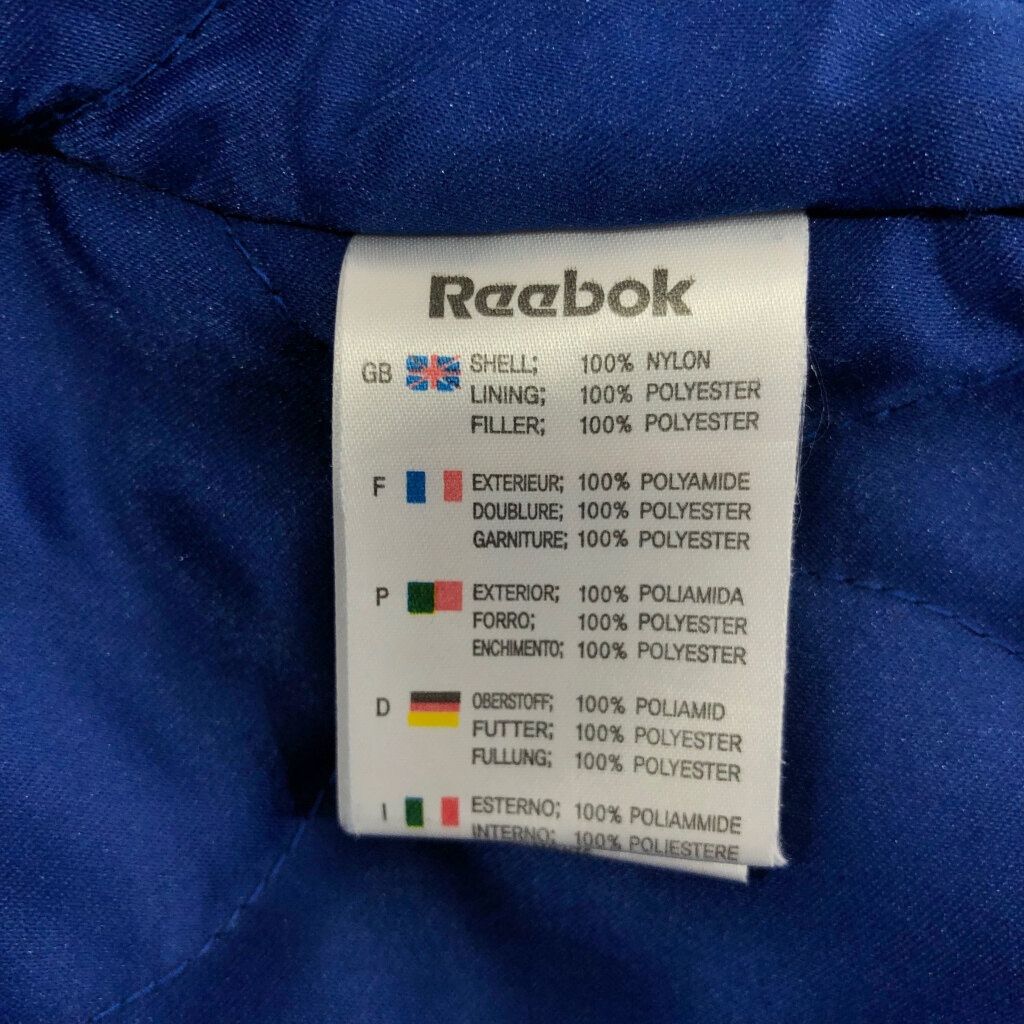 Reebok
GB SHELL; 100% NYLON
LINING; 100% POLYESTER
FILLER; 100% POLYESTER
F EXTERIEUR; 100% POLYAMIDE
DOUBLURE; 100% POLYESTER
GARNITURE; 100% POLYESTER
P EXTERIOR; 100% POLIAMIDA
FORRO; 100% POLYESTER
ENCHIMENTO; 100% POLYESTER
D OBERSTOFF; 100% POLIAMID
FUTTER; 100% POLYESTER
FULLUNG; 100% POLYESTER
I ESTERNO; 100% POLIAMMIDE
INTERNO; 100% POLIESTERE